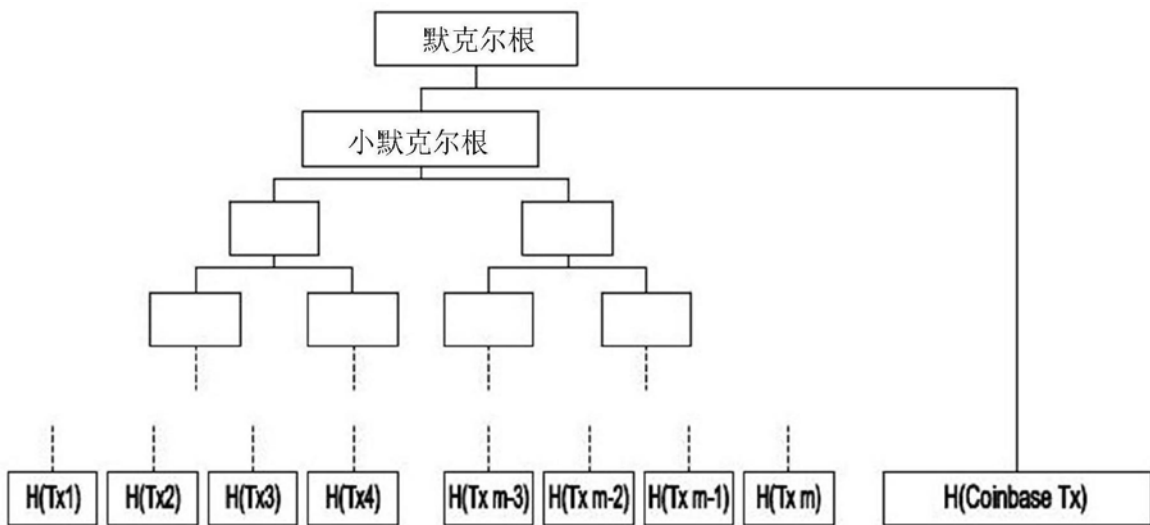 默克尔根
小默克尔根
H(Tx1) H(Tx2) H(Tx3) H(Tx4) H(Tx m-3) H(Tx m-2) H(Tx m-1) H(Tx m) H(Coinbase Tx)